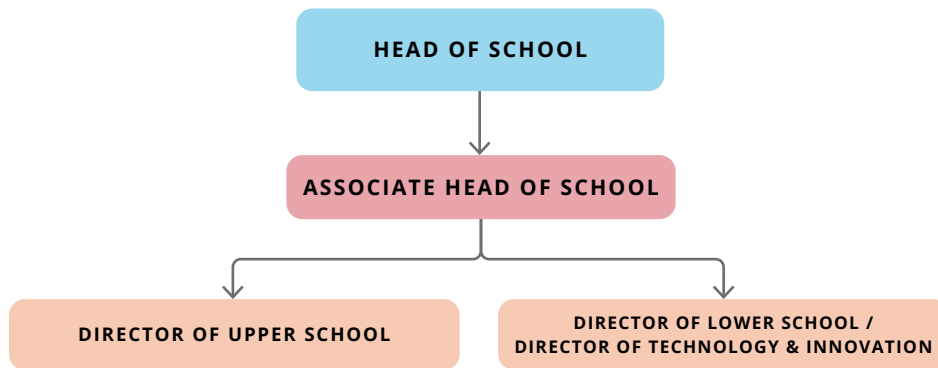 HEAD OF SCHOOL
ASSOCIATE HEAD OF SCHOOL
DIRECTOR OF UPPER SCHOOL
DIRECTOR OF LOWER SCHOOL /
DIRECTOR OF TECHNOLOGY & INNOVATION